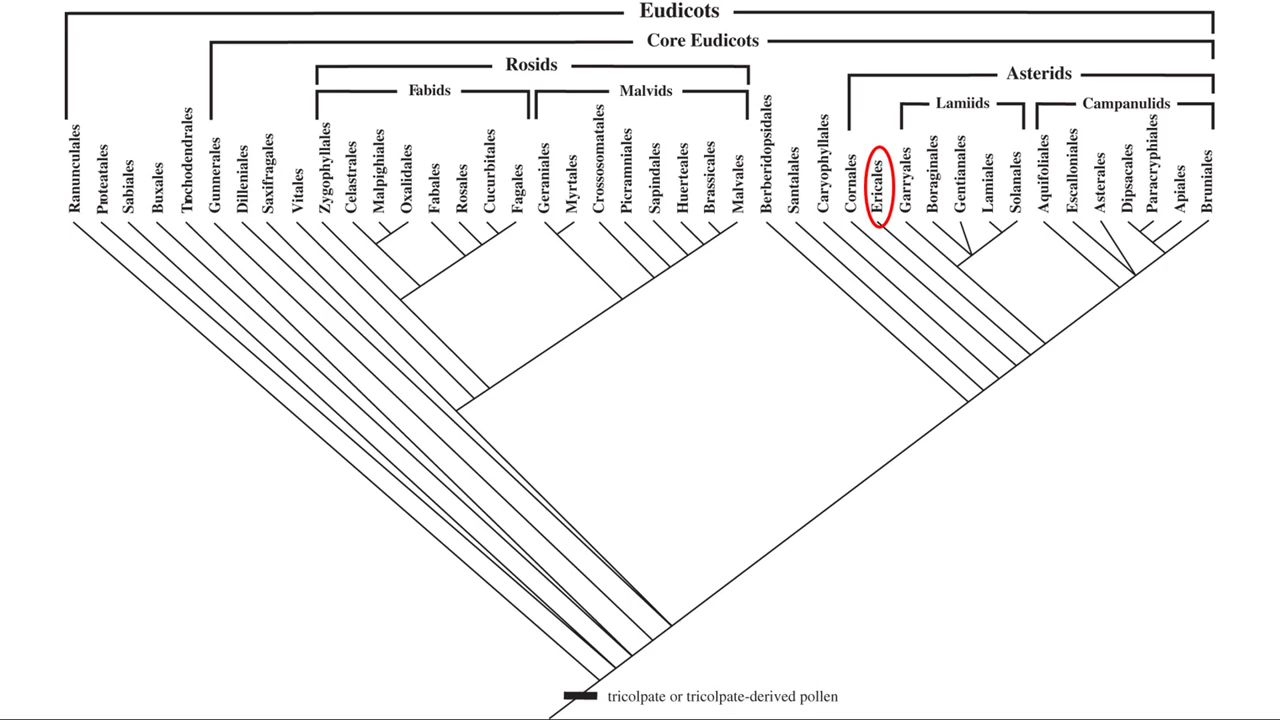 Eudicots
Core Eudicots
Rosids
Asterids
Fabids
Malvids
Lamiids
Campanulids
Ranunculales
Proteatales
Sabiales
Buxales
Trochodendrales
Gunnerales
Dilleniales
Saxifragales
Vitales
Zygophyllales
Celastrales
Malpighiales
Oxalidales
Fabales
Rosales
Cucurbitales
Fagales
Geraniales
Myrtales
Crossosomatales
Picramniales
Sapindales
Huerteales
Brassicales
Malvales
Berberidopsidales
Santalales
Caryophyllales
Cornales
Ericales
Garryales
Boraginales
Gentianales
Lamiales
Solanales
Aquifoliales
Escalloniales
Asterales
Dipsacales
Paracryphiales
Apiales
Bruniales
tricolpate or tricolpate-derived pollen